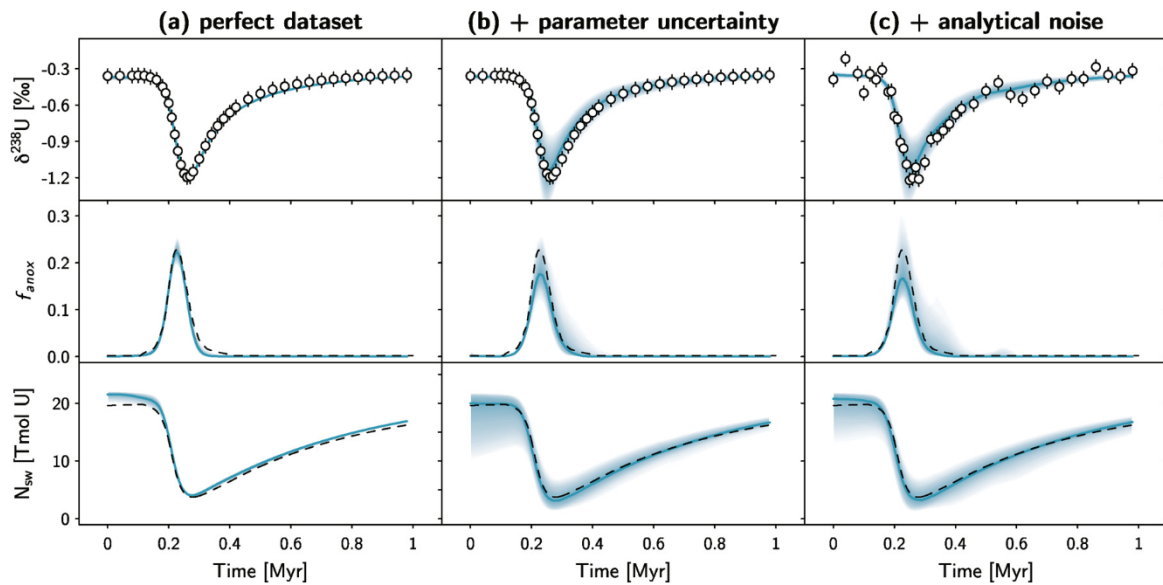 (a) perfect dataset
(b) + parameter uncertainty
(c) + analytical noise
δ²³⁸U [‰]
-0.3
-0.6
-0.9
-1.2
f_anox
0.3
0.2
0.1
0.0
N_sw [Tmol U]
20
10
0
0 0.2 0.4 0.6 0.8 1
0 0.2 0.4 0.6 0.8 1
0 0.2 0.4 0.6 0.8 1
Time [Myr]
Time [Myr]
Time [Myr]